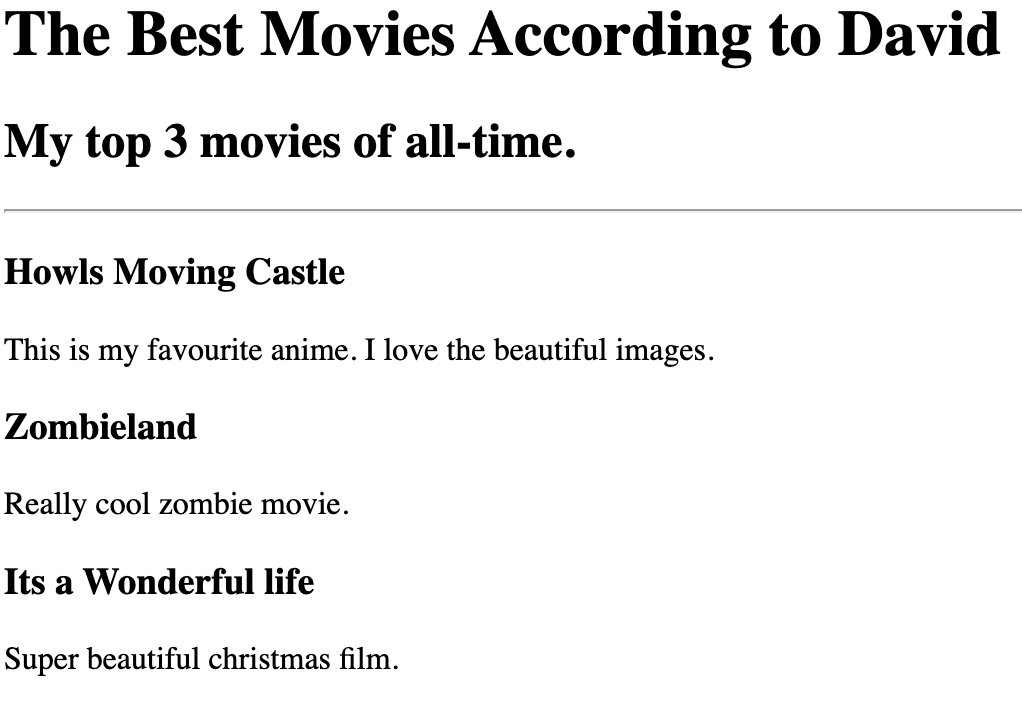 The Best Movies According to David
My top 3 movies of all-time.
Howls Moving Castle
This is my favourite anime. I love the beautiful images.
Zombieland
Really cool zombie movie.
Its a Wonderful life
Super beautiful christmas film.